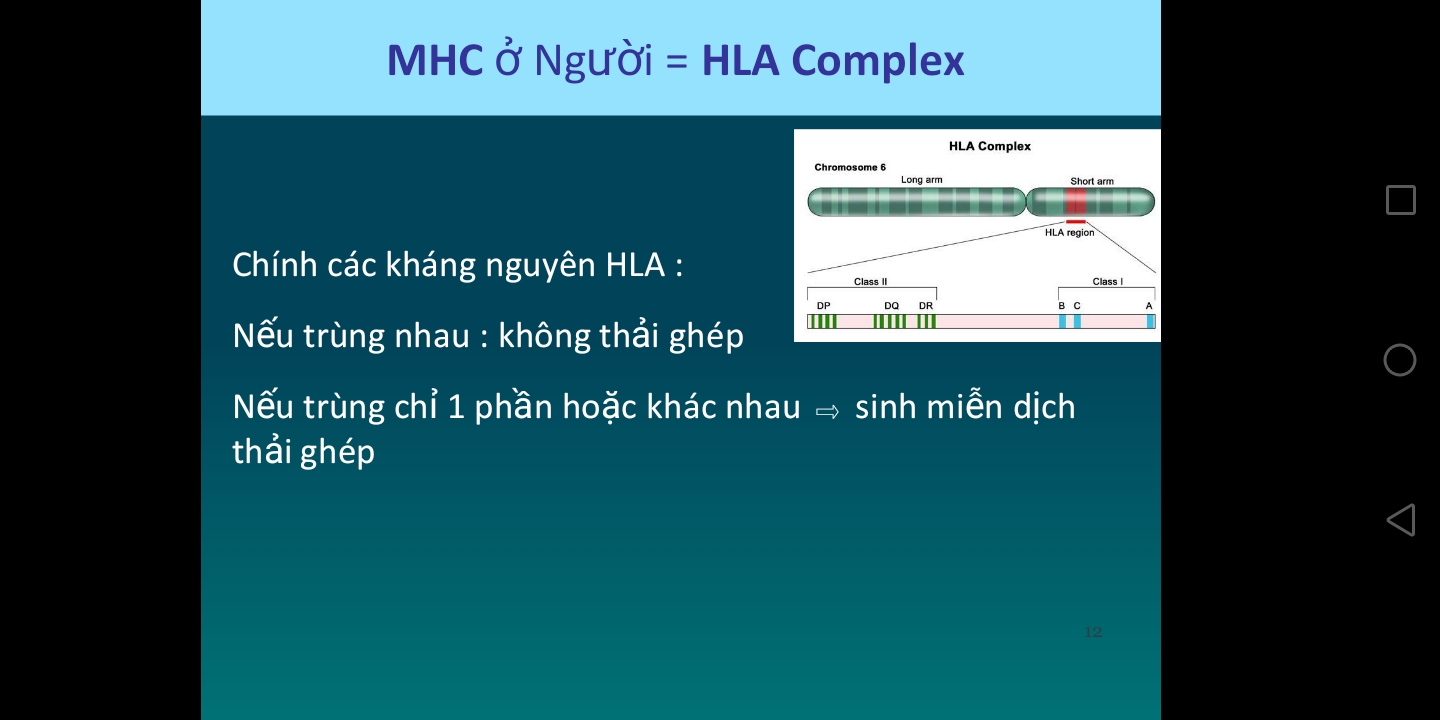 MHC ở Người = HLA Complex
HLA Complex
Chromosome 6
Long arm
Short arm
HLA region
Class II
Class I
DP
DQ
DR
B
C
A
Chính các kháng nguyên HLA :
Nếu trùng nhau : không thải ghép
Nếu trùng chỉ 1 phần hoặc khác nhau ⇨ sinh miễn dịch
thải ghép
12